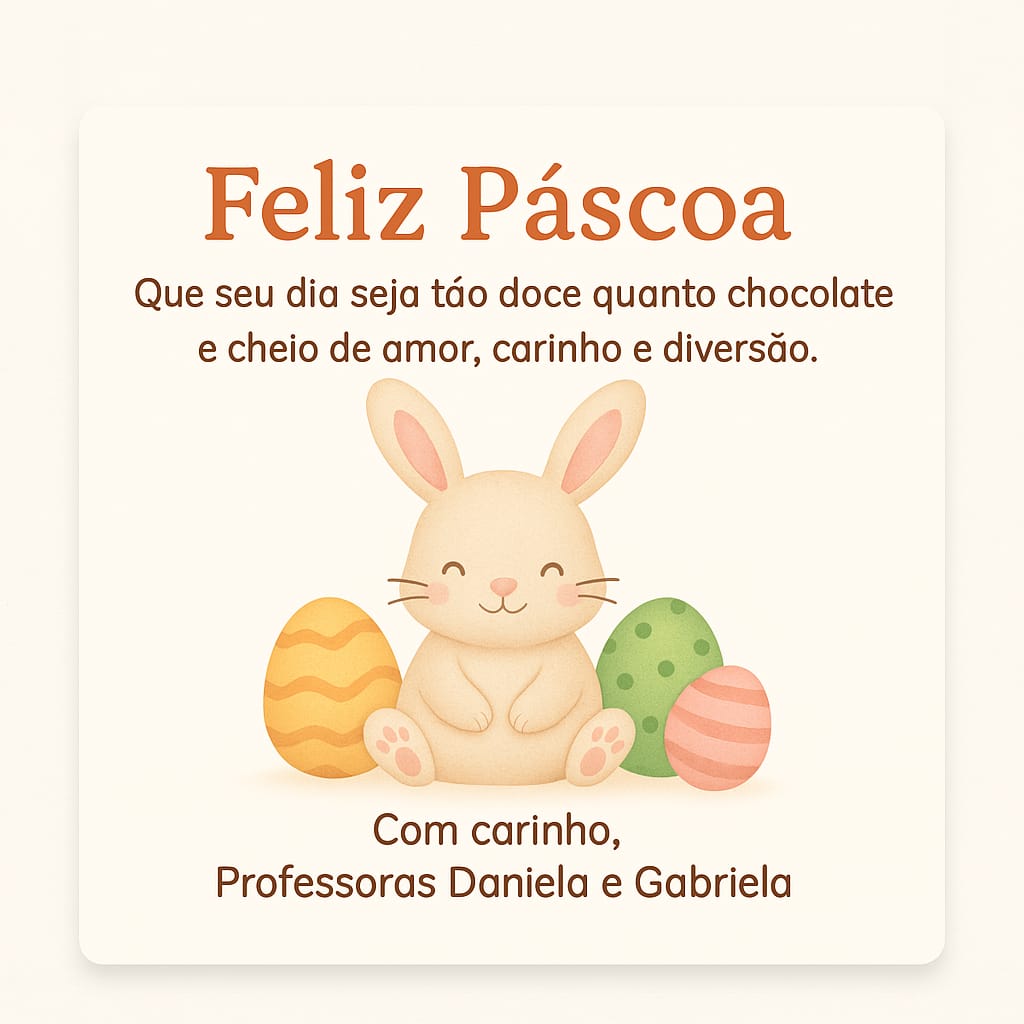 Feliz Páscoa
Que seu dia seja táo doce quanto chocolate
e cheio de amor, carinho e diversăo.
Com carinho,
Professoras Daniela e Gabriela